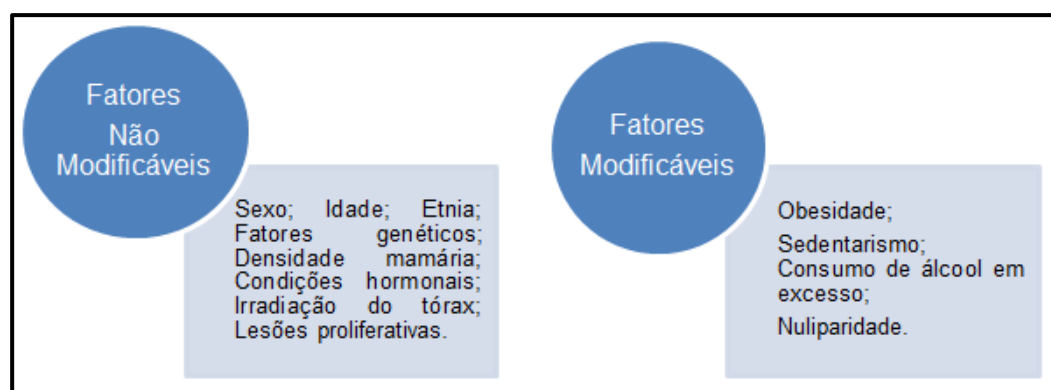 Fatores
Não
Modificáveis
Sexo; Idade; Etnia;
Fatores genéticos;
Densidade mamária;
Condições hormonais;
Irradiação do tórax;
Lesões proliferativas.
Fatores
Modificáveis
Obesidade;
Sedentarismo;
Consumo de álcool em
excesso;
Nuliparidade.